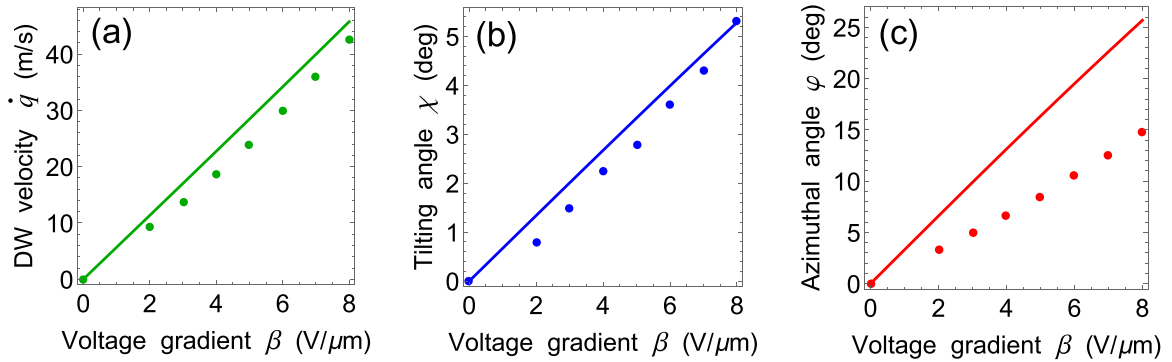 (a)
DW velocity q̇ (m/s)
40
30
20
10
0
0 2 4 6 8
Voltage gradient β (V/μm)
(b)
Tilting angle χ (deg)
5
4
3
2
1
0
0 2 4 6 8
Voltage gradient β (V/μm)
(c)
Azimuthal angle φ (deg)
25
20
15
10
5
0
0 2 4 6 8
Voltage gradient β (V/μm)